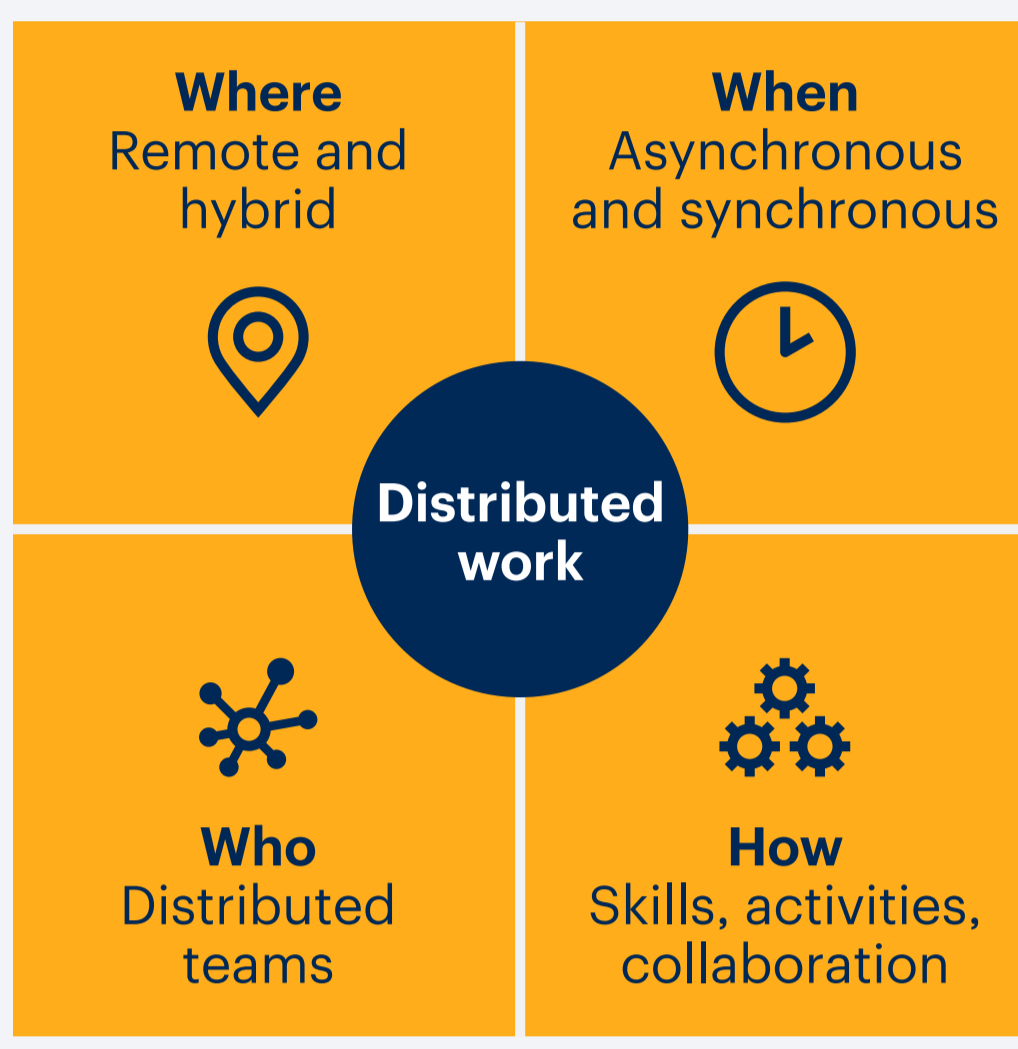 Where
Remote and
hybrid
When
Asynchronous
and synchronous
Distributed
work
Who
Distributed
teams
How
Skills, activities,
collaboration